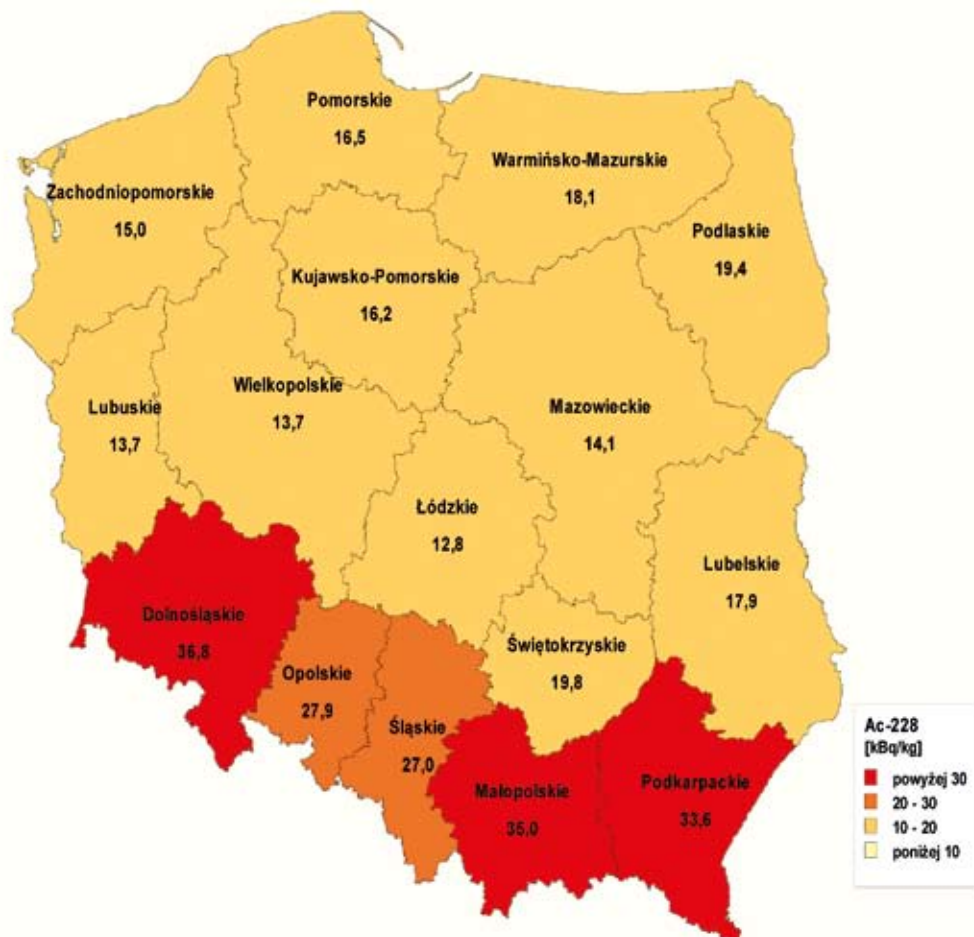 Pomorskie
16,5
Warmińsko-Mazurskie
18,1
Zachodniopomorskie
15,0
Podlaskie
19,4
Kujawsko-Pomorskie
16,2
Wielkopolskie
13,7
Lubuskie
13,7
Mazowieckie
14,1
Łódzkie
12,8
Lubelskie
17,9
Dolnośląskie
36,8
Opolskie
27,9
Śląskie
27,0
Świętokrzyskie
19,8
Małopolskie
35,0
Podkarpackie
33,6
Ac-228
[kBq/kg]
powyżej 30
20 - 30
10 - 20
poniżej 10